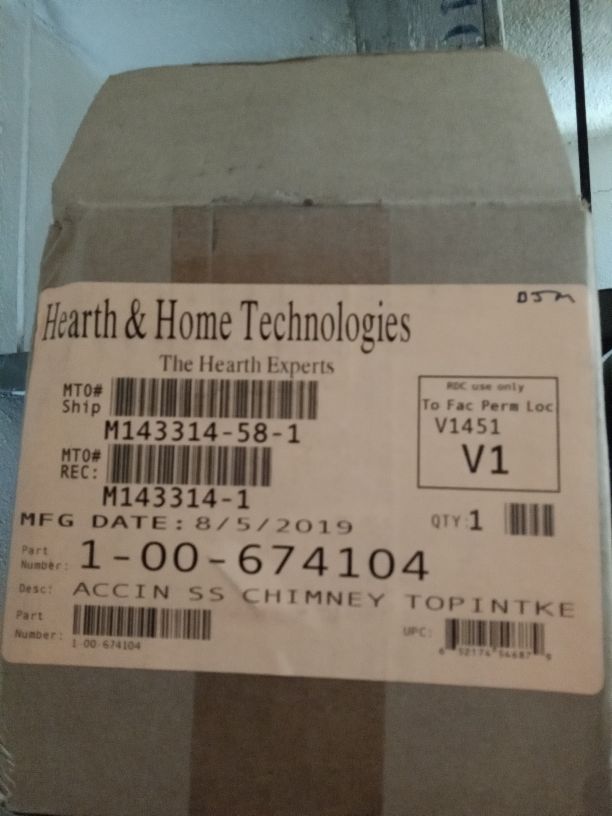 DJM
Hearth & Home Technologies
The Hearth Experts
MTO#
Ship
M143314-58-1
MTO#
REC:
M143314-1
RDC use only
To Fac Perm Loc
V1451
V1
MFG DATE: 8/5/2019
QTY: 1
Part
Number: 1-00-674104
Desc: ACCIN SS CHIMNEY TOPINTKE
Part
Number:
1-00-674104
UPC: